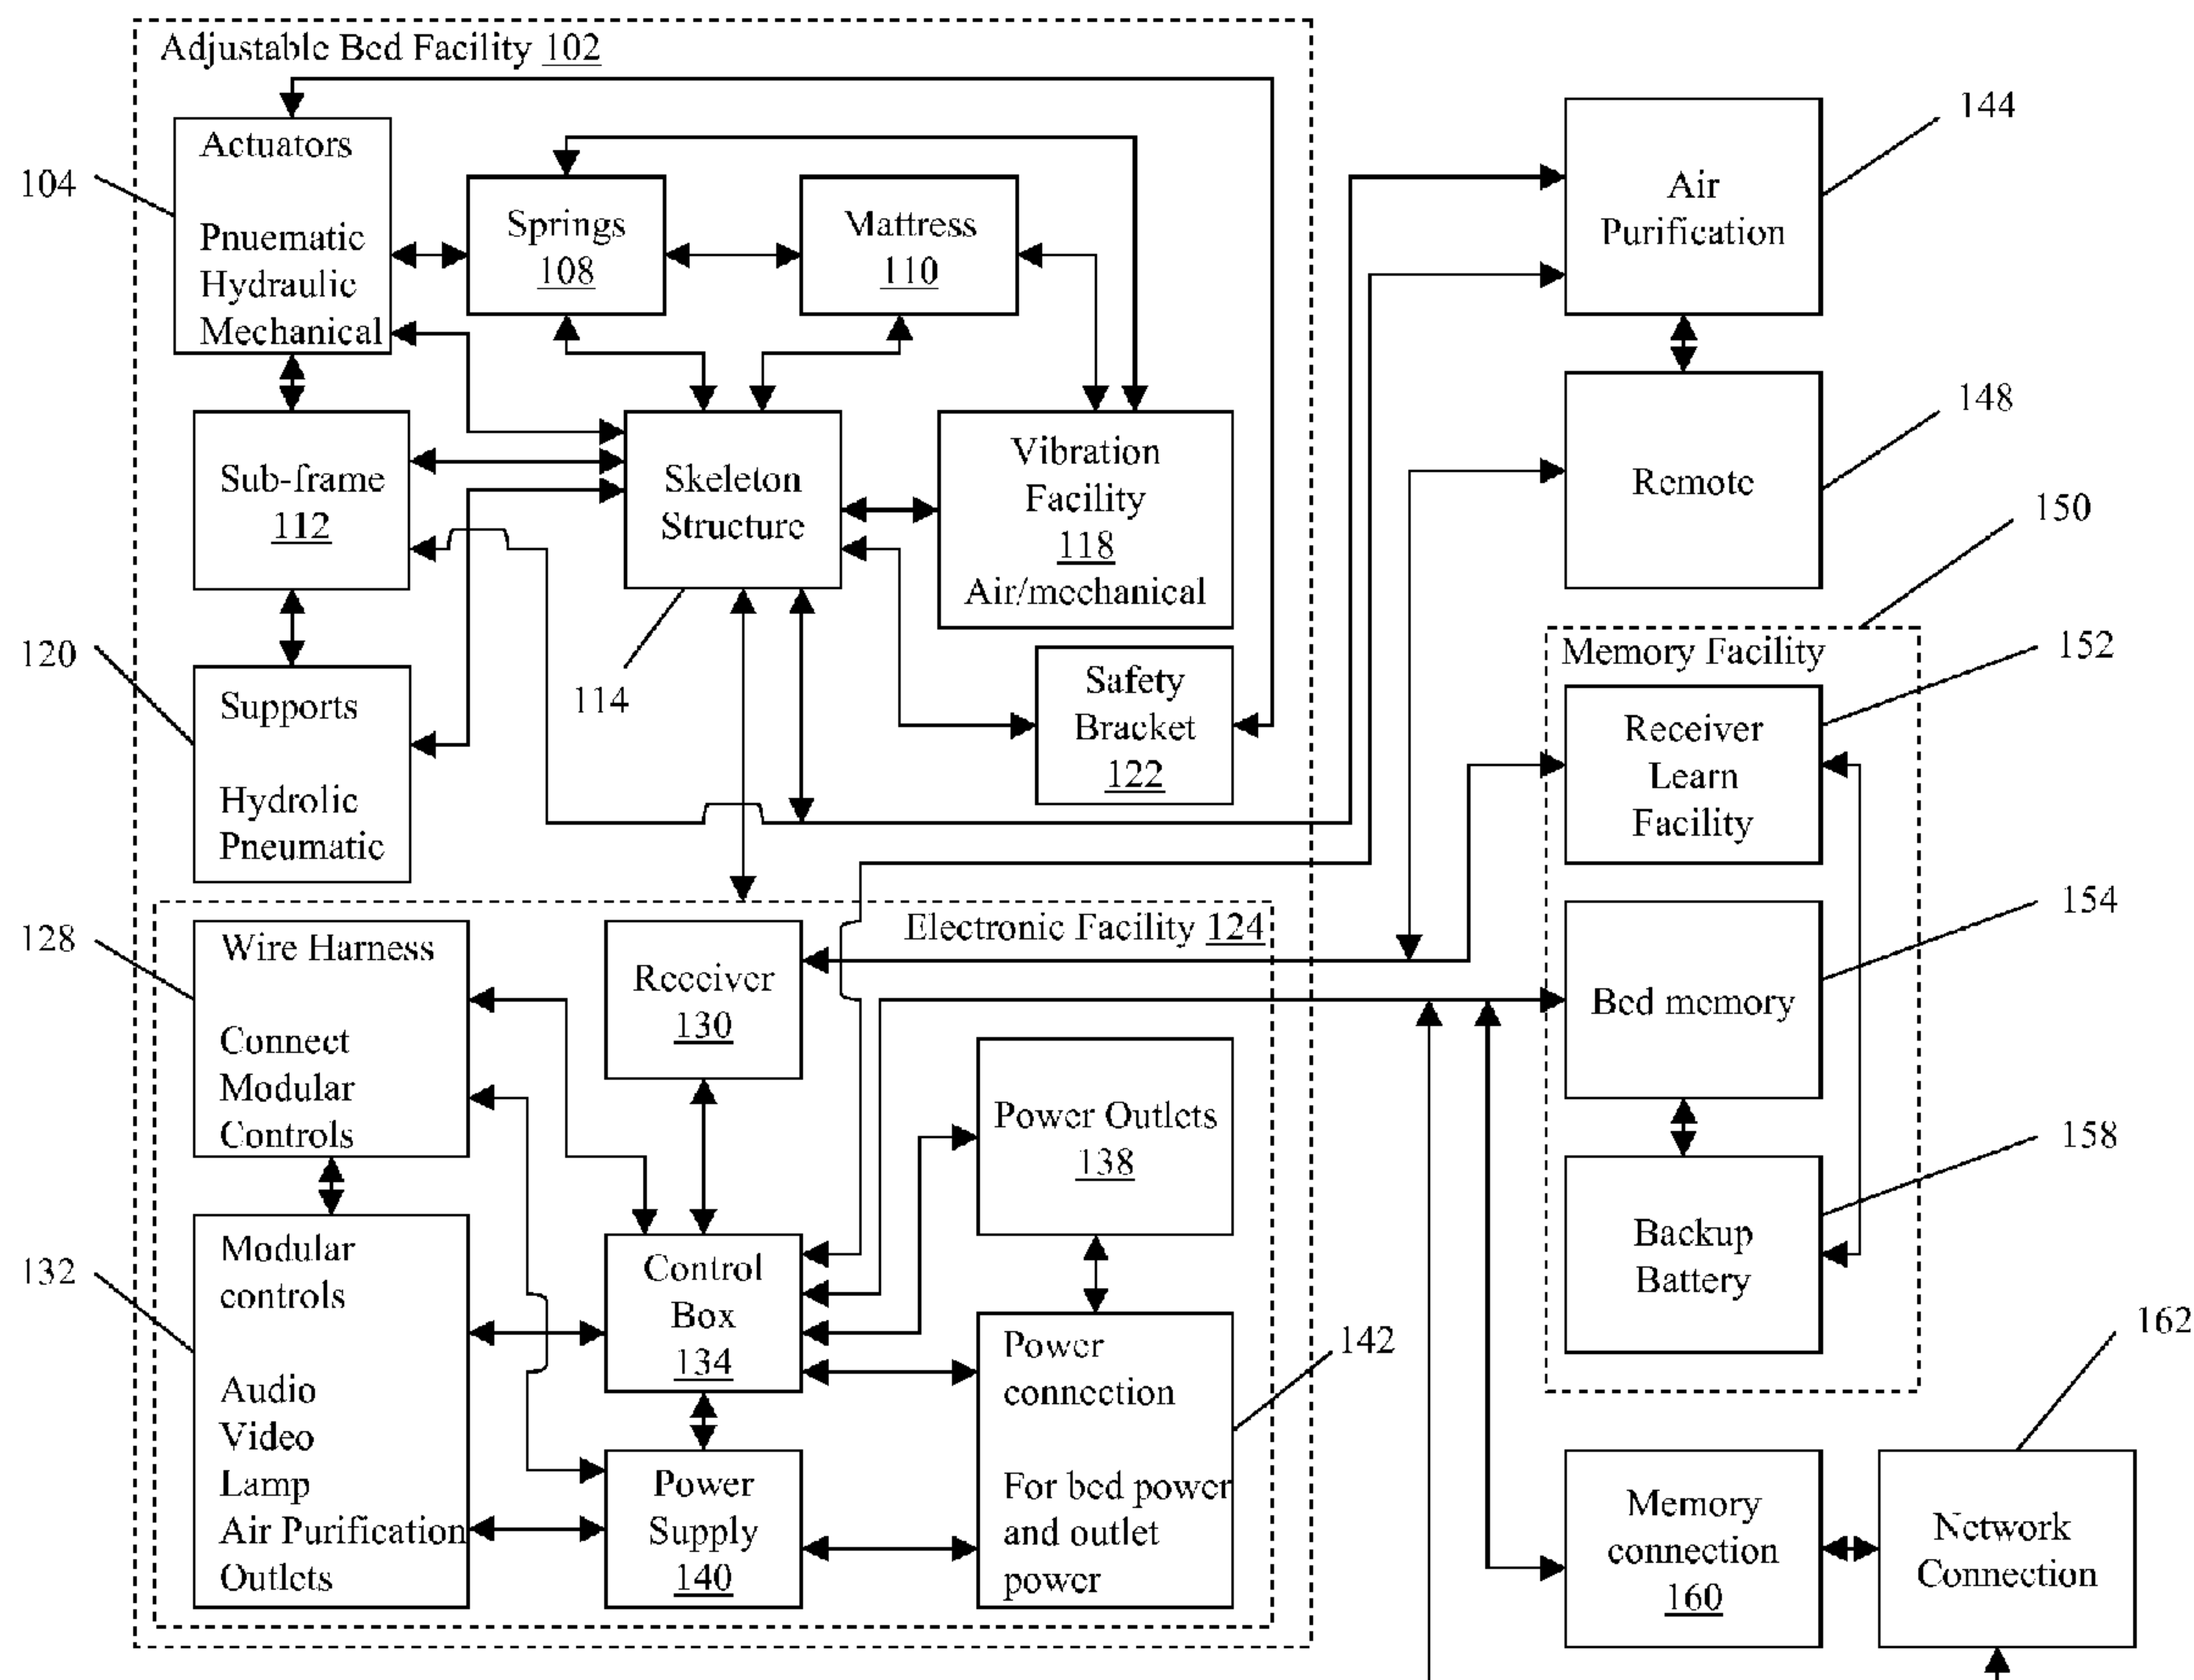 Adjustable Bed Facility 102
Actuators
Pnuematic
Hydraulic
Mechanical
104
Springs
108
Mattress
110
Air
Purification
144
Sub-frame
112
Skeleton
Structure
114
Vibration
Facility
118
Air/mechanical
Remote
148
150
Supports
Hydrolic
Pneumatic
120
Safety
Bracket
122
Memory Facility
Receiver
Learn
Facility
152
Electronic Facility 124
Wire Harness
Connect
Modular
Controls
128
Receiver
130
Bed memory
154
Power Outlets
138
Backup
Battery
158
Modular
controls
Audio
Video
Lamp
Air Purification
Outlets
132
Control
Box
134
Power
connection
For bed power
and outlet
power
142
Power
Supply
140
Memory
connection
160
Network
Connection
162